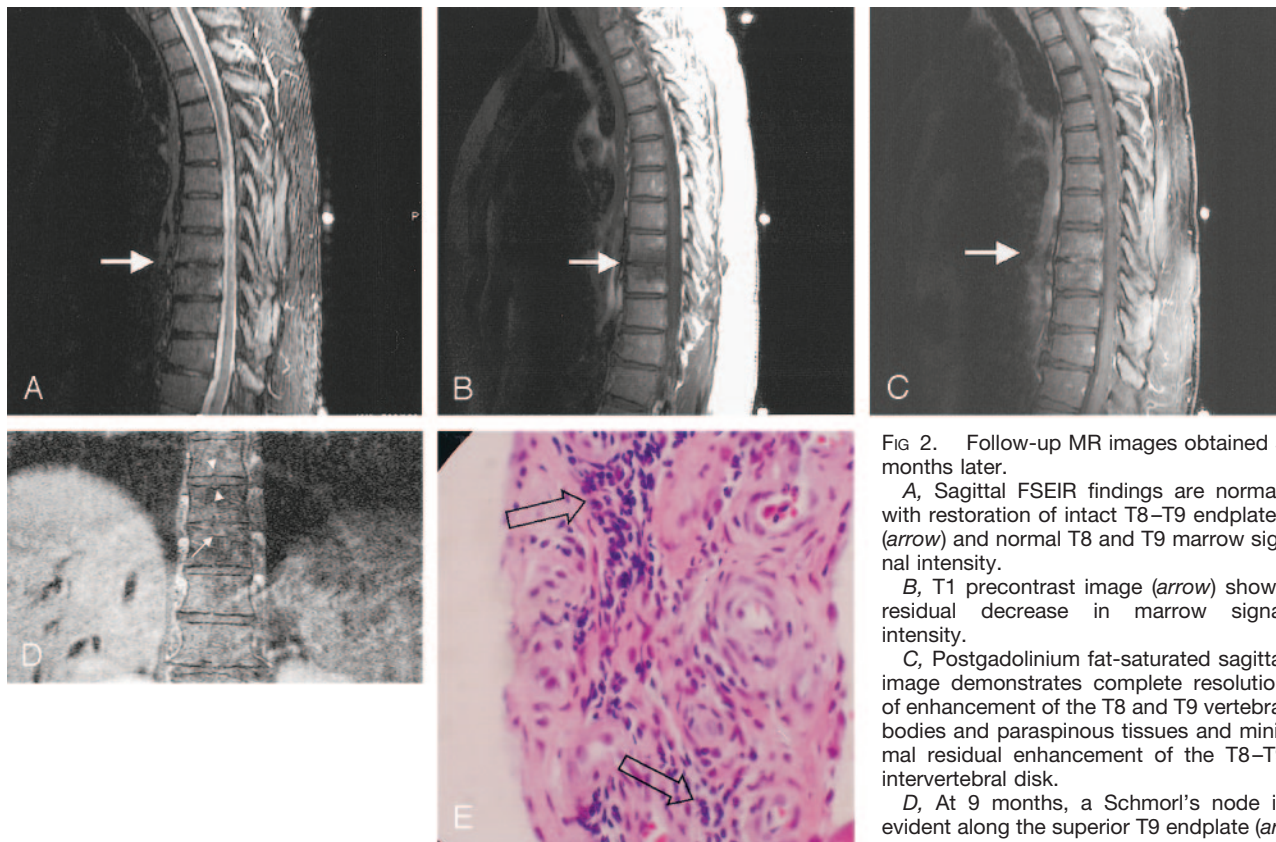 A
B
C
P
D
E
FIG 2. Follow-up MR images obtained
months later.
A, Sagittal FSEIR findings are norma
with restoration of intact T8–T9 endplate
(arrow) and normal T8 and T9 marrow sig
nal intensity.
B, T1 precontrast image (arrow) show
residual decrease in marrow signa
intensity.
C, Postgadolinium fat-saturated sagitta
image demonstrates complete resolution
of enhancement of the T8 and T9 vertebra
bodies and paraspinous tissues and mini
mal residual enhancement of the T8–T
intervertebral disk.
D, At 9 months, a Schmorl's node i
evident along the superior T9 endplate (ar